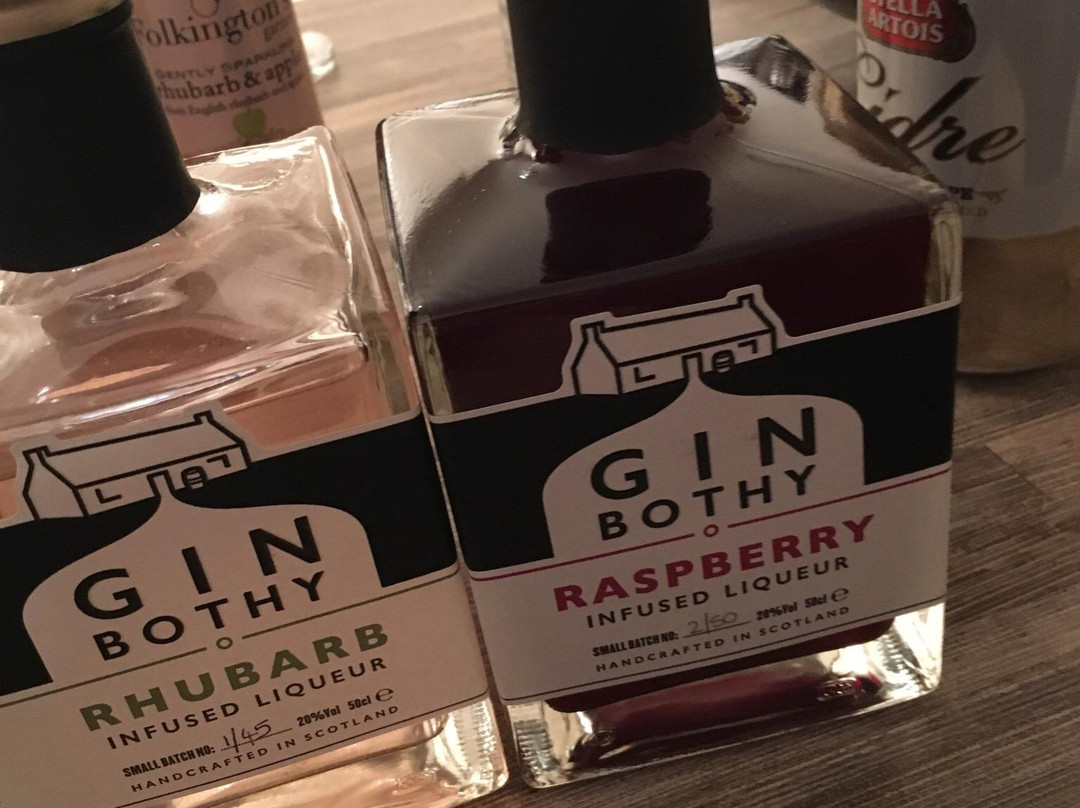 Folkington
GENTLY SPARKLING
rhubarb & apple
STELLA
ARTOIS
Cidre
GIN
BOTHY
RHUBARB
INFUSED LIQUEUR
SMALL BATCH NO: 1/45 20%Vol 50cl e
HANDCRAFTED IN SCOTLAND
GIN
BOTHY
RASPBERRY
INFUSED LIQUEUR
SMALL BATCH NO: 2/50 20%Vol 50cl e
HANDCRAFTED IN SCOTLAND